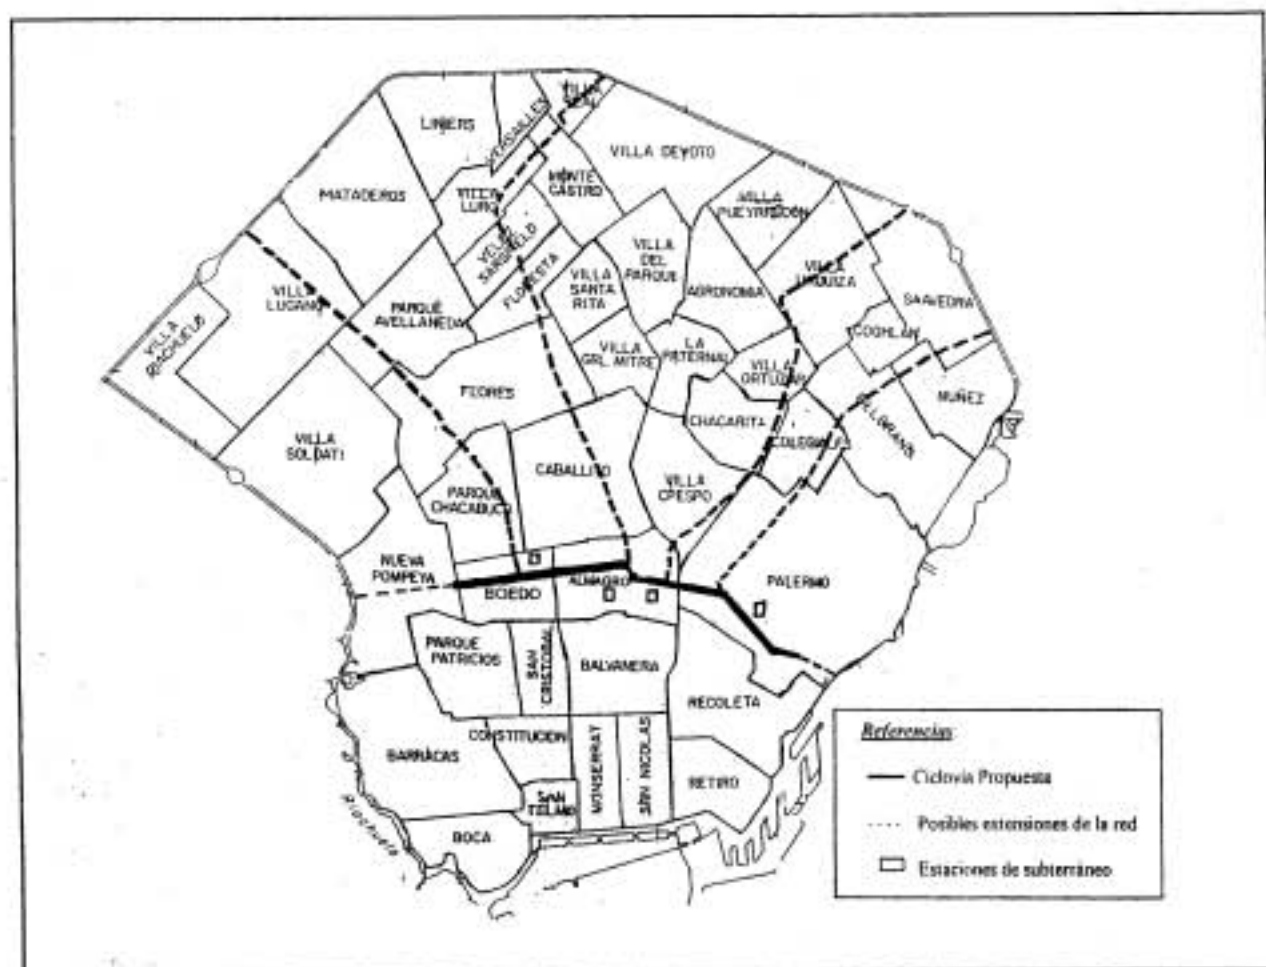 LINIERS
VERSAILLES
VILLA
REAL
VILLA DEVOTO
MATADEROS
VILLA
LURO
MONTE
CASTRO
VILLA
PUEYRREDON
VELEZ
SARSFIELD
FLORESTA
VILLA
DEL
PARQUE
VILLA
SANTA
RITA
AGRONOMIA
VILLA
URQUIZA
SAAVEDRA
VILLA
LUGANO
VILLA
RIACHUELO
PARQUE
AVELLANEDA
COGHLAN
VILLA
GRL. MITRE
LA
PATERNAL
VILLA
ORTUZAR
FLORES
NUÑEZ
BELGRANO
CHACARITA
COLEGIALES
VILLA
SOLDATI
CABALLITO
VILLA
CRESPO
PARQUE
CHACABUCO
NUEVA
POMPEYA
BOEDO
ALMAGRO
PALERMO
PARQUE
PATRICIOS
SAN
CRISTOBAL
BALVANERA
RECOLETA
BARRACAS
CONSTITUCION
MONSERRAT
SAN NICOLAS
RETIRO
SAN
TELMO
BOCA
Riachuelo
Referencias:
Ciclovía Propuesta
Posibles extensiones de la red
Estaciones de subterráneo